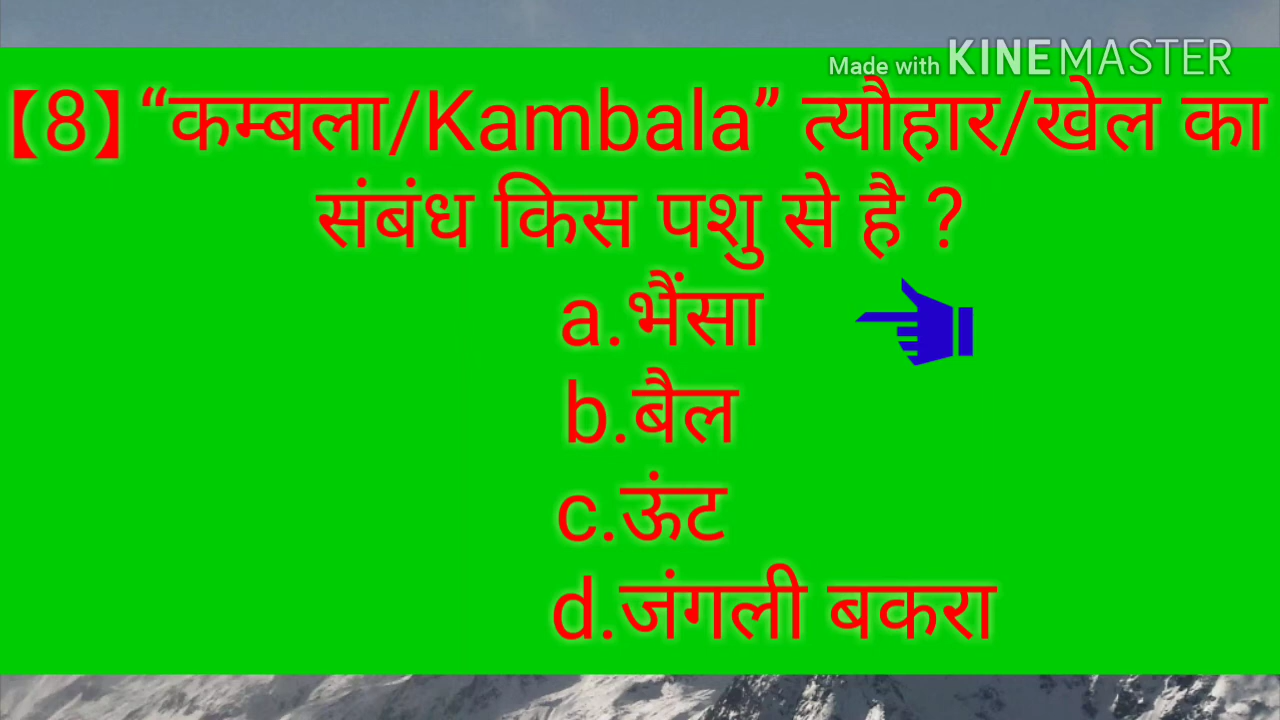 Made with KINEMASTER
【8】 “कम्बला/Kambala” त्यौहार/खेल का
संबंध किस पशु से है ?
a.भैंसा
b.बैल
c.ऊंट
d.जंगली बकरा